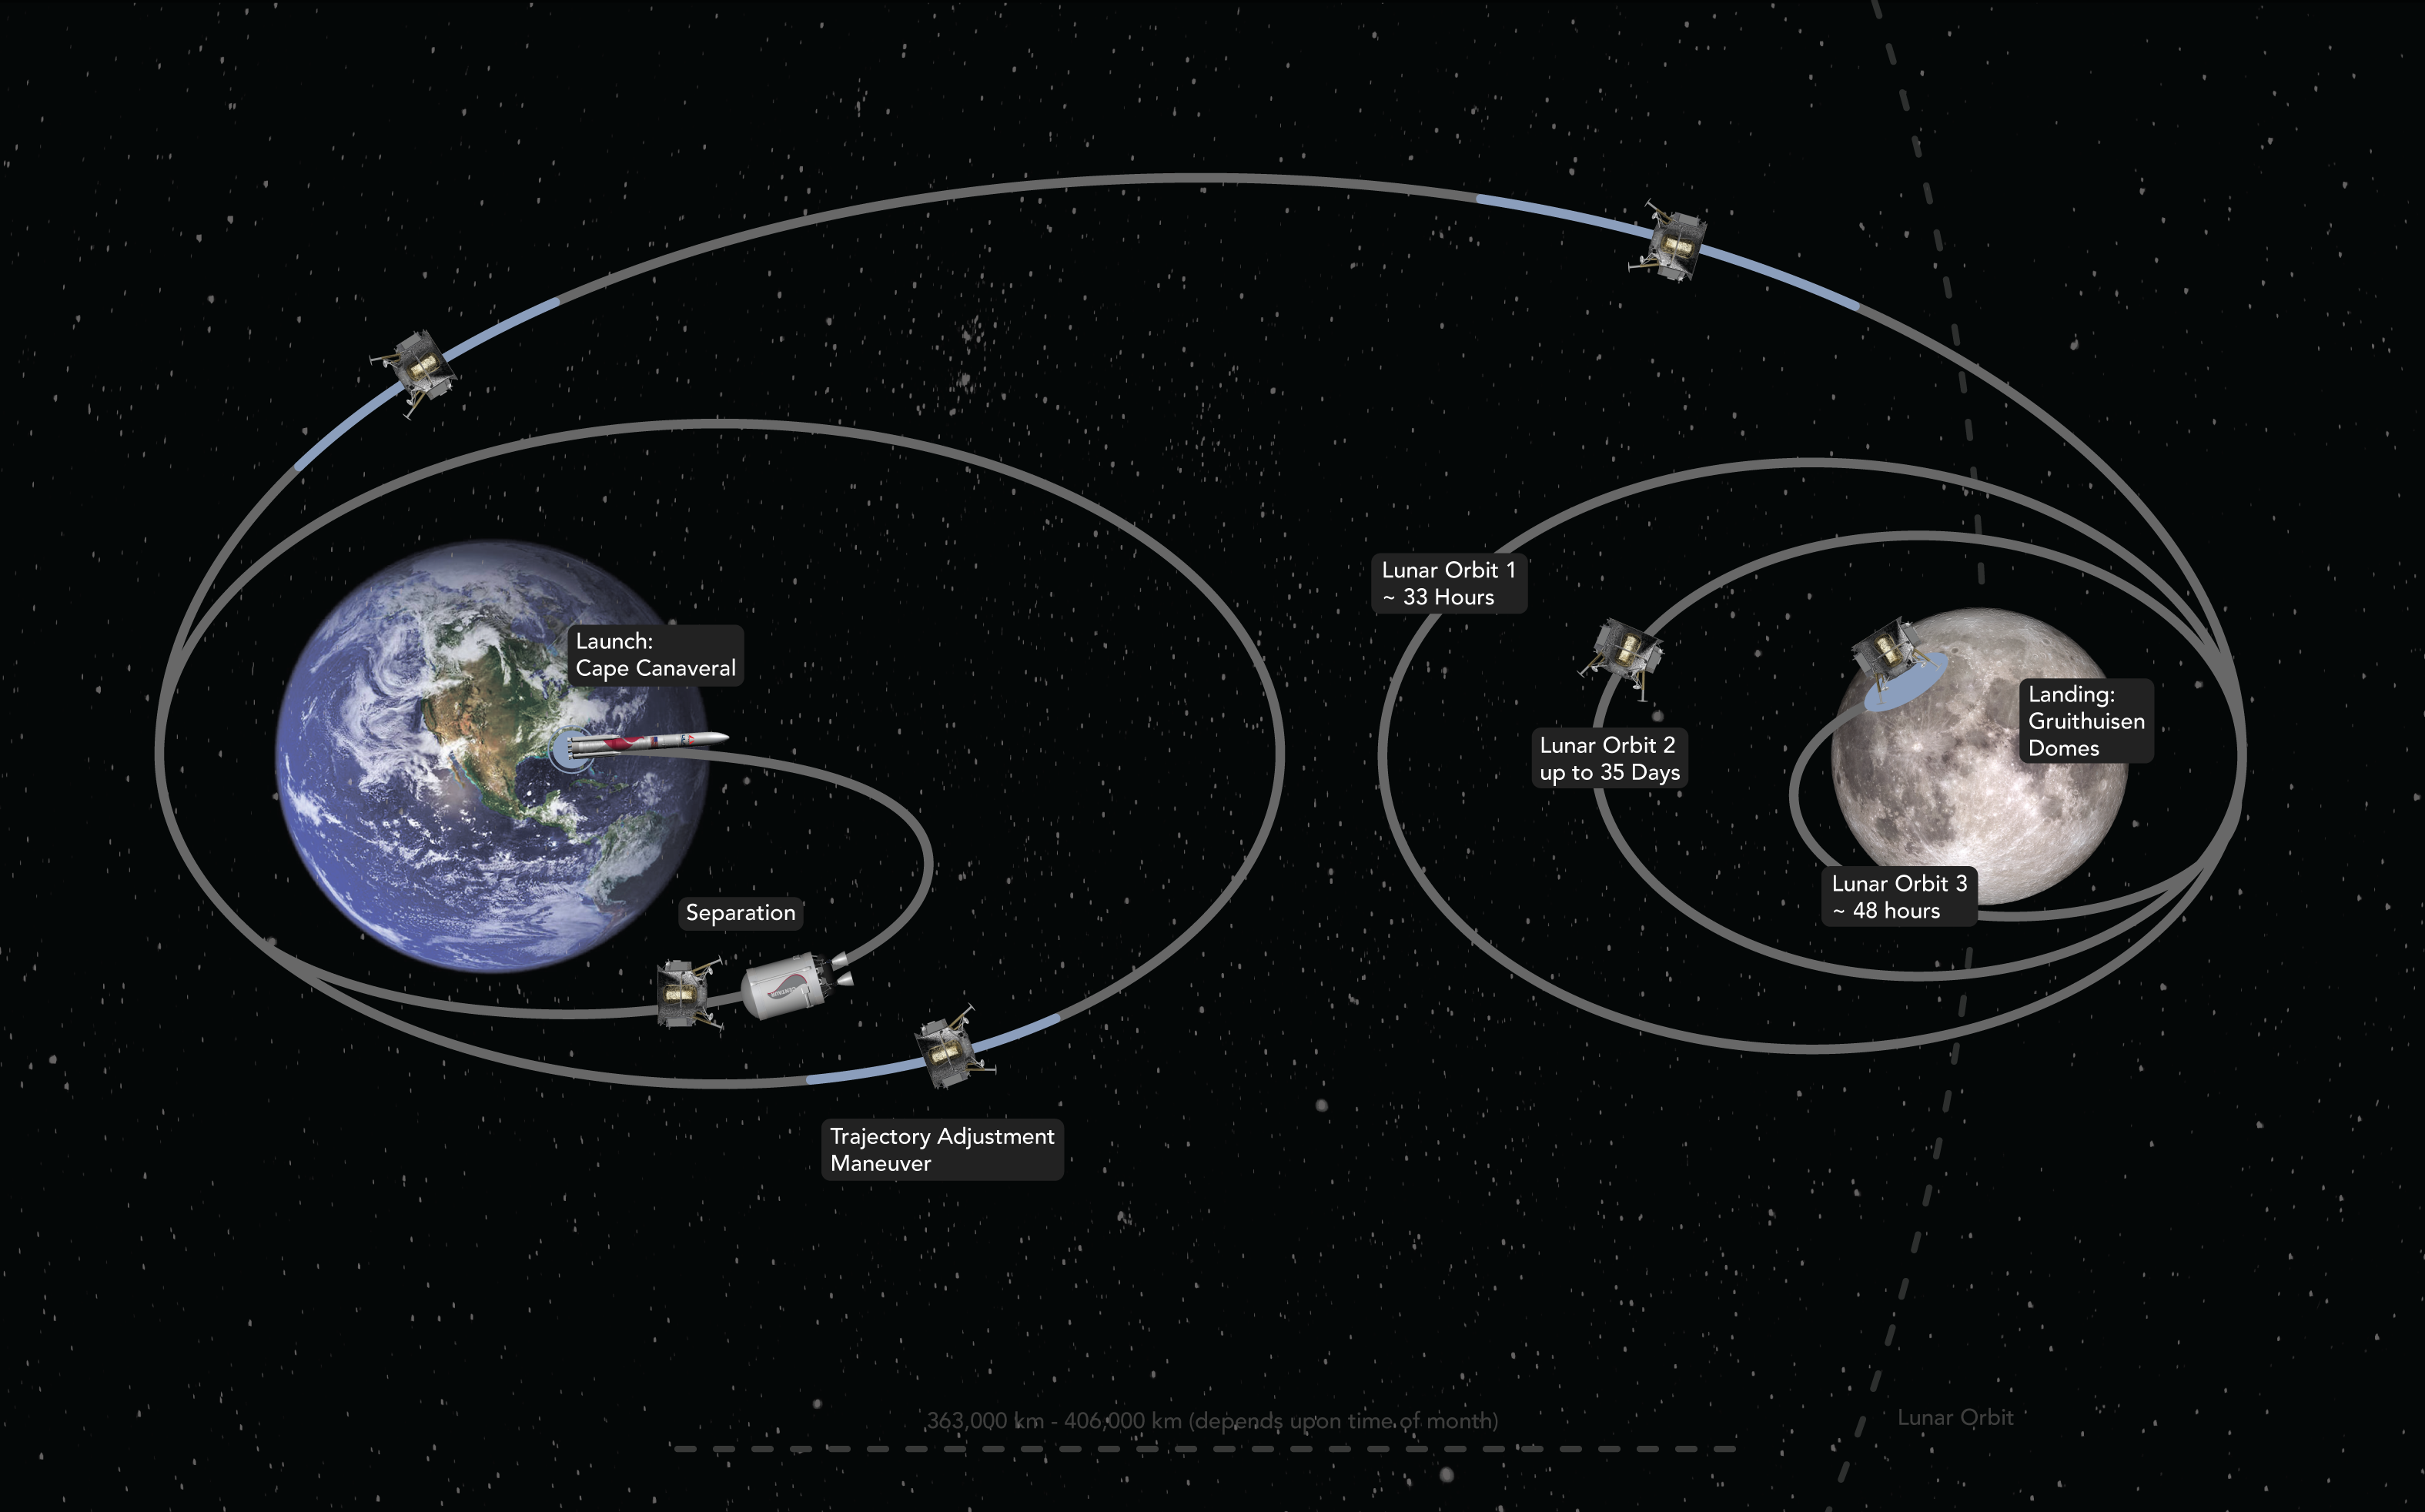 Launch:
Cape Canaveral
Separation
Trajectory Adjustment
Maneuver
Lunar Orbit 1
~ 33 Hours
Lunar Orbit 2
up to 35 Days
Lunar Orbit 3
~ 48 hours
Landing:
Gruithuisen
Domes
363,000 km - 406,000 km (depends upon time of month)
Lunar Orbit